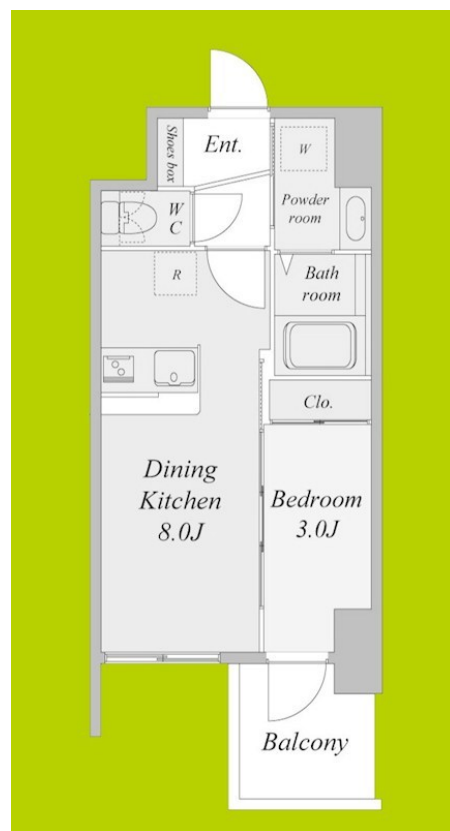 Ent.
Shoes box
W
Powder
room
W
C
R
Bath
room
Clo.
Dining
Kitchen
8.0J
Bedroom
3.0J
Balcony